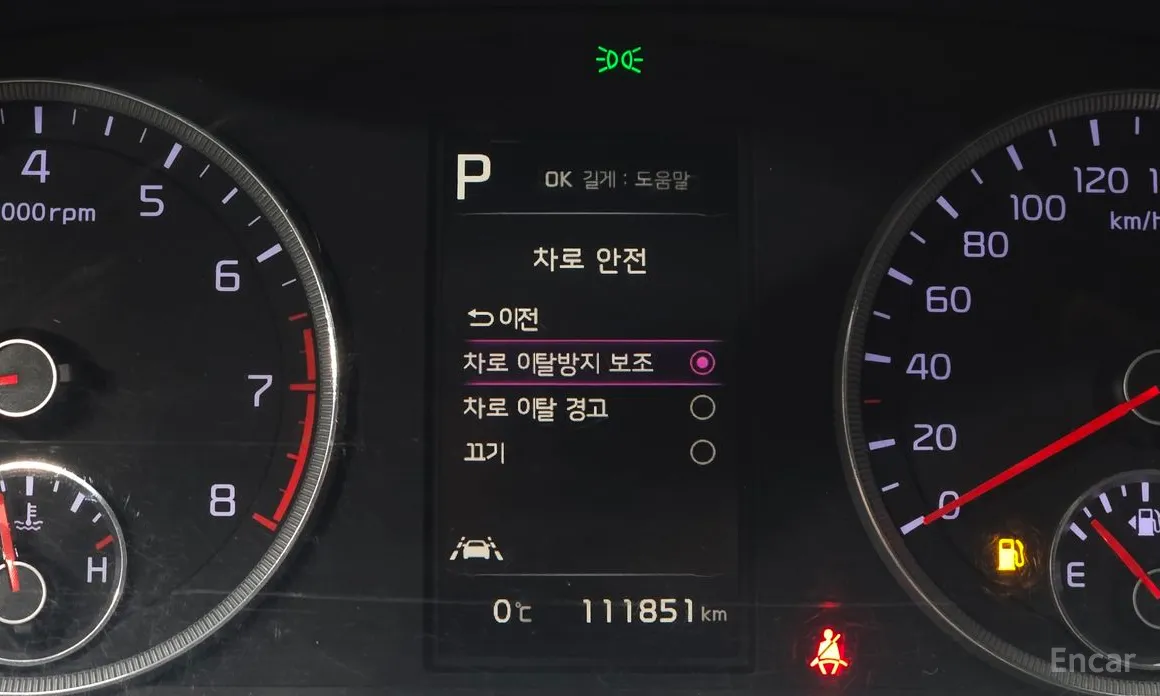 P
OK 길게 : 도움말
차로 안전
이전
차로 이탈방지 보조
차로 이탈 경고
끄기
0℃ 111851 km
4
5
6
7
8
000rpm
H
0
20
40
60
80
100
120
km/h
E
Encar